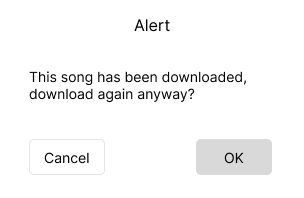 Alert
This song has been downloaded,
download again anyway?
Cancel
OK